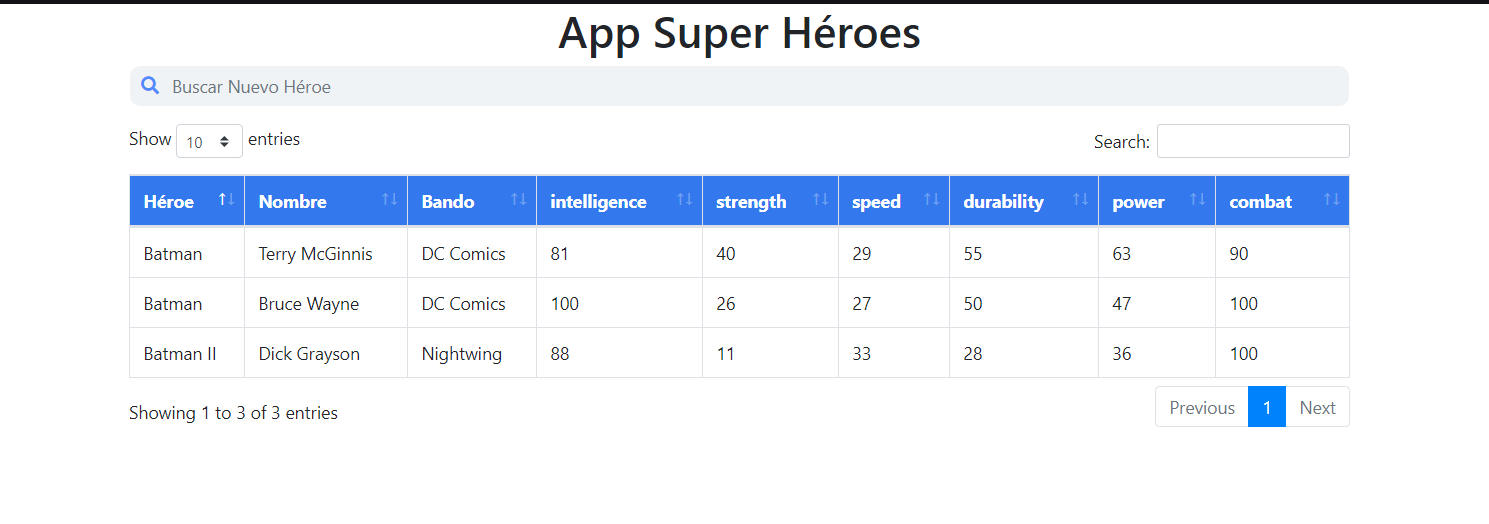 App Super Héroes
Buscar Nuevo Héroe
Show 10 entries Search:
Héroe Nombre Bando intelligence strength speed durability power combat
Batman Terry McGinnis DC Comics 81 40 29 55 63 90
Batman Bruce Wayne DC Comics 100 26 27 50 47 100
Batman II Dick Grayson Nightwing 88 11 33 28 36 100
Showing 1 to 3 of 3 entries Previous 1 Next